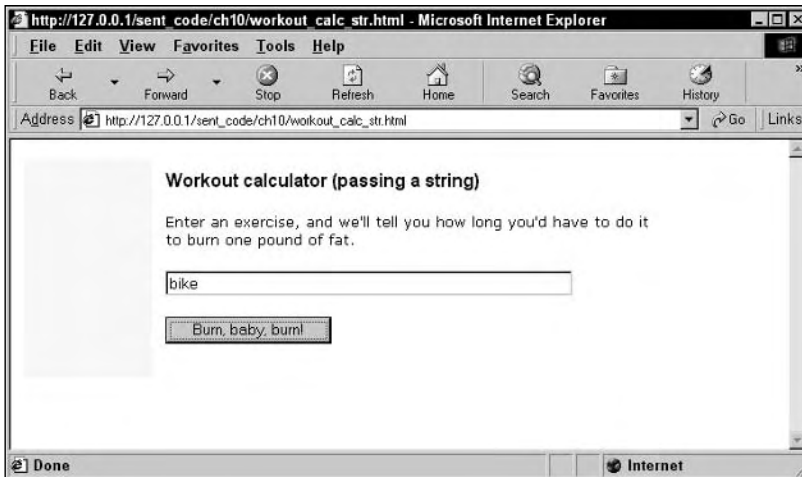 http://127.0.0.1/sent_code/ch10/workout_calc_str.html - Microsoft Internet Explorer
File Edit View Favorites Tools Help
Back Forward Stop Refresh Home Search Favorites History »
Address http://127.0.0.1/sent_code/ch10/workout_calc_str.html Go Links
Workout calculator (passing a string)
Enter an exercise, and we'll tell you how long you'd have to do it
to burn one pound of fat.
bike
Burn, baby, burn!
Done Internet